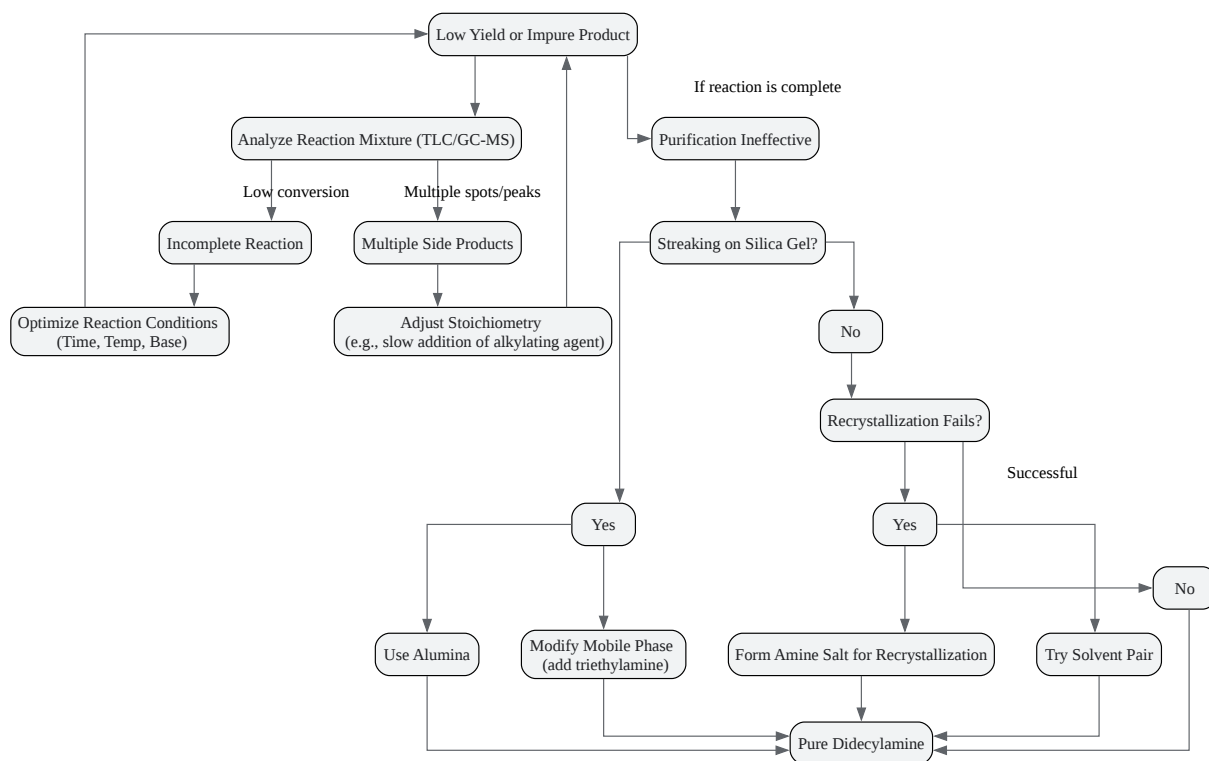 Low Yield or Impure Product
If reaction is complete
Analyze Reaction Mixture (TLC/GC-MS)
Purification Ineffective
Low conversion
Multiple spots/peaks
Incomplete Reaction
Multiple Side Products
Streaking on Silica Gel?
Optimize Reaction Conditions
(Time, Temp, Base)
Adjust Stoichiometry
(e.g., slow addition of alkylating agent)
No
Recrystallization Fails?
Successful
Yes
Yes
No
Use Alumina
Modify Mobile Phase
(add triethylamine)
Form Amine Salt for Recrystallization
Try Solvent Pair
Pure Didecylamine